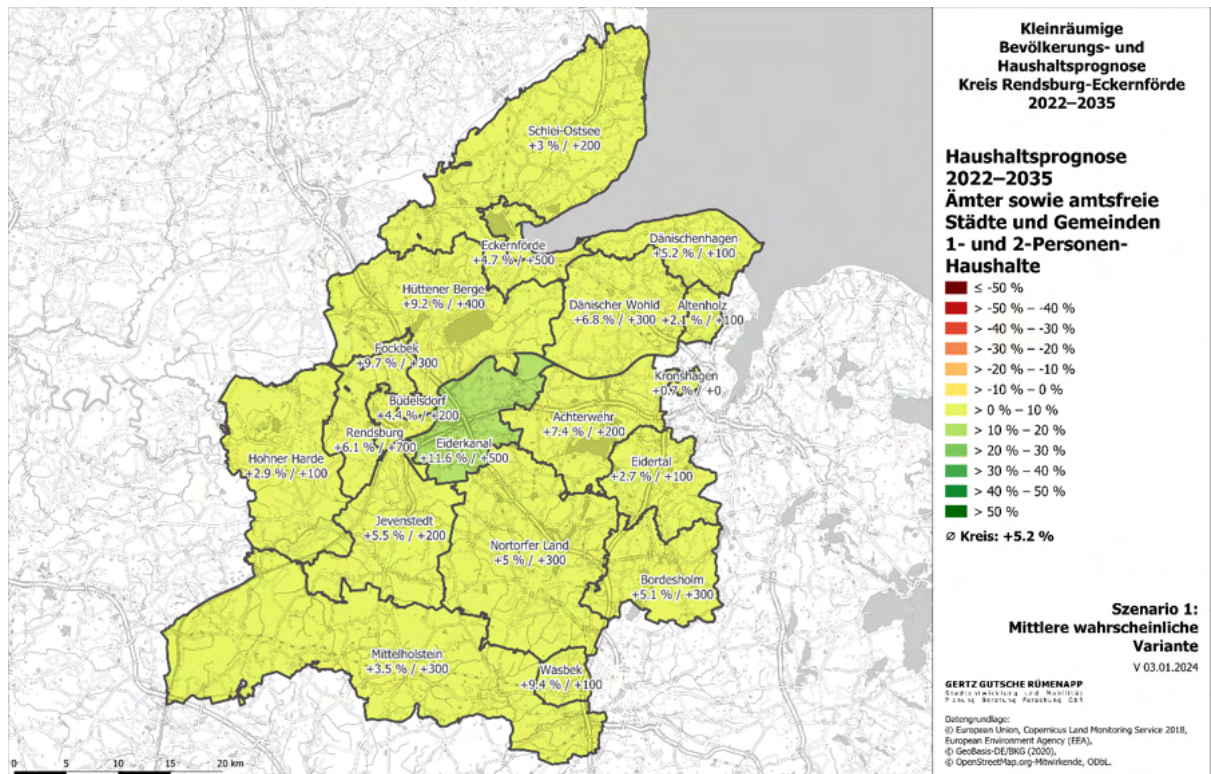 Kleinräumige
Bevölkerungs- und
Haushaltsprognose
Kreis Rendsburg-Eckernförde
2022–2035
Haushaltsprognose
2022–2035
Ämter sowie amtsfreie
Städte und Gemeinden
1- und 2-Personen-
Haushalte
≤ -50 %
> -50 % – -40 %
> -40 % – -30 %
> -30 % – -20 %
> -20 % – -10 %
> -10 % – 0 %
> 0 % – 10 %
> 10 % – 20 %
> 20 % – 30 %
> 30 % – 40 %
> 40 % – 50 %
> 50 %
⌀ Kreis: +5.2 %
Szenario 1:
Mittlere wahrscheinliche
Variante
V 03.01.2024
GERTZ GUTSCHE RÜMENAPP
Stadtentwicklung und Mobilität
Planung Beratung Forschung GbR
Datengrundlage:
© European Union, Copernicus Land Monitoring Service 2018,
European Environment Agency (EEA),
© GeoBasis-DE/BKG (2020),
© OpenStreetMap.org-Mitwirkende, ODbL.
Schlei-Ostsee
+3 % / +200
Eckernförde
+4.7 % / +500
Dänischenhagen
+5.2 % / +100
Hüttener Berge
+9.2 % / +400
Dänischer Wohld
+6.8 % / +300
Altenholz
+2.1 % / +100
Fockbek
+9.7 % / +300
Kronshagen
+0.7 % / +0
Büdelsdorf
+4.4 % / +200
Achterwehr
+7.4 % / +200
Rendsburg
+6.1 % / +700
Eiderkanal
+11.6 % / +500
Hohner Harde
+2.9 % / +100
Eidertal
+2.7 % / +100
Jevenstedt
+5.5 % / +200
Nortorfer Land
+5 % / +300
Bordesholm
+5.1 % / +300
Mittelholstein
+3.5 % / +300
Wasbek
+9.4 % / +100
0 5 10 15 20 km